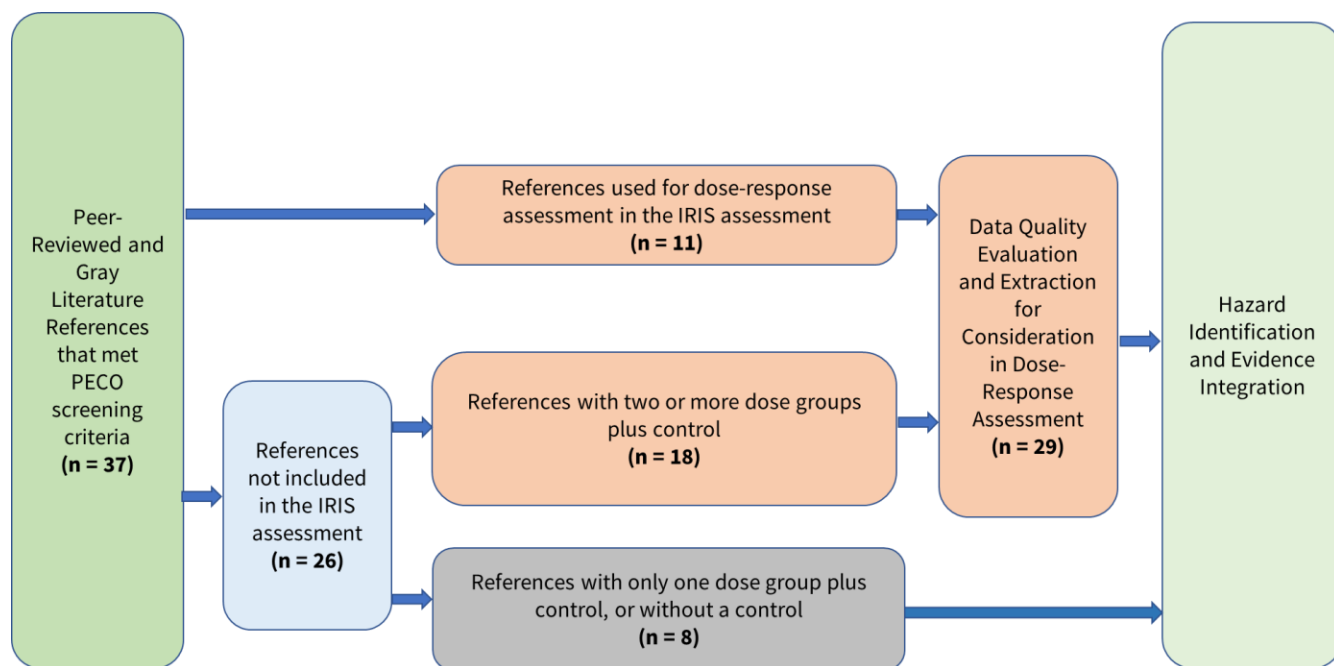 Peer-
Reviewed and
Gray
Literature
References
that met
PECO
screening
criteria
(n = 37)
References used for dose-response
assessment in the IRIS assessment
(n = 11)
References
not included
in the IRIS
assessment
(n = 26)
References with two or more dose groups
plus control
(n = 18)
References with only one dose group plus
control, or without a control
(n = 8)
Data Quality
Evaluation
and Extraction
for
Consideration
in Dose-
Response
Assessment
(n = 29)
Hazard
Identification
and Evidence
Integration